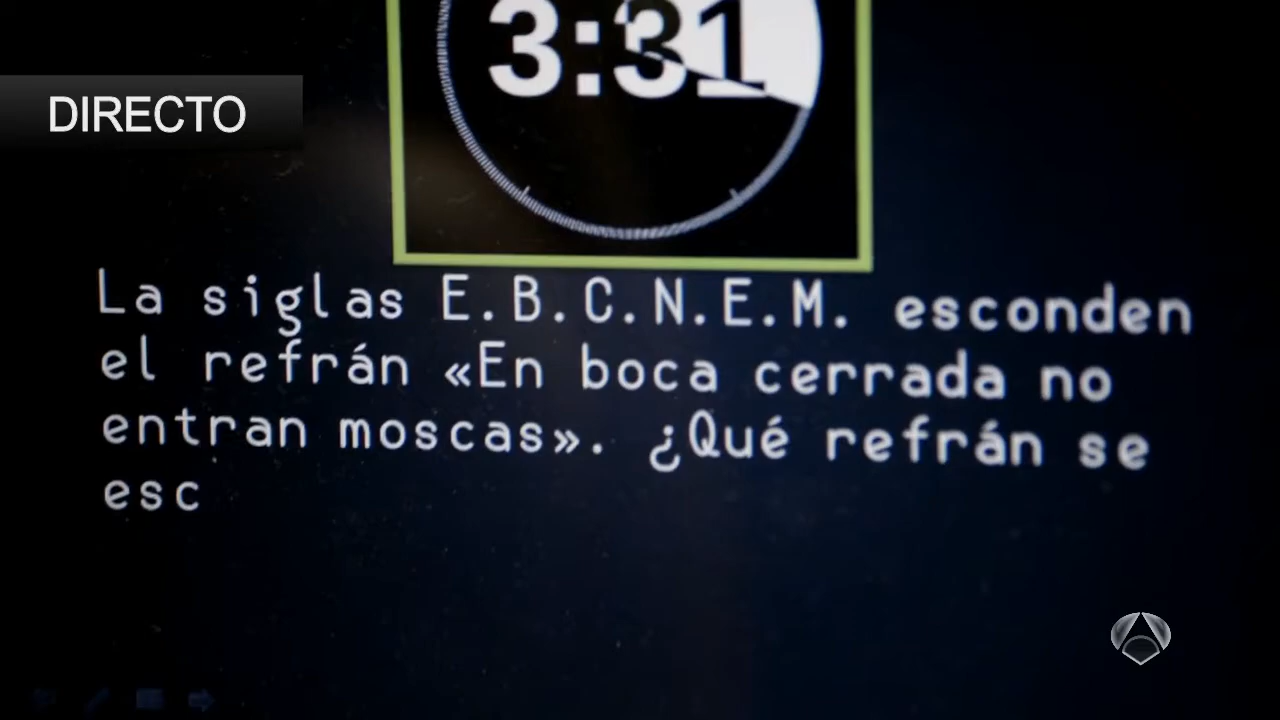 3:31
DIRECTO
La siglas E.B.C.N.E.M. esconden
el refrán «En boca cerrada no
entran moscas». ¿Qué refrán se
esc